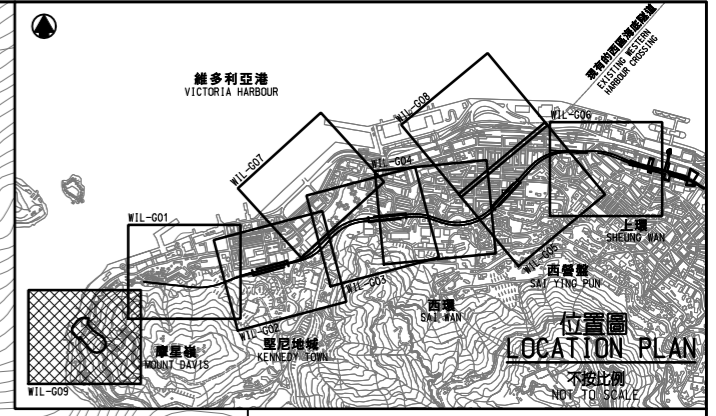 現有的西區海底隧道
EXISTING WESTERN
HARBOUR CROSSING
維多利亞港
VICTORIA HARBOUR
WIL-G08
WIL-G06
WIL-G07
WIL-G04
WIL-G01
上環
SHEUNG WAN
WIL-G05
西營盤
SAI YING PUN
WIL-G03
西環
SAI WAN
WIL-G02
堅尼地城
KENNEDY TOWN
摩星嶺
MOUNT DAVIS
WIL-G09
位置圖
LOCATION PLAN
不按比例
NOT TO SCALE